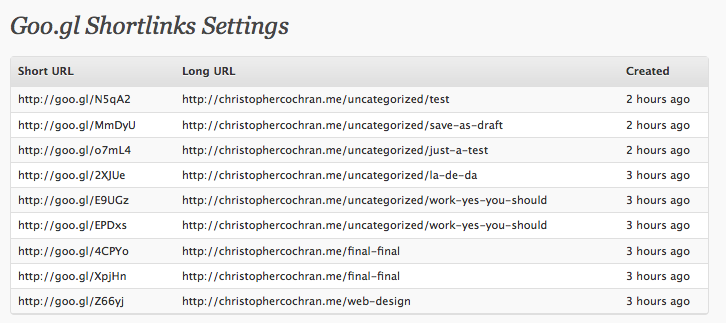 Goo.gl Shortlinks Settings
Short URL Long URL Created
http://goo.gl/N5qA2 http://christophercochran.me/uncategorized/test 2 hours ago
http://goo.gl/MmDyU http://christophercochran.me/uncategorized/save-as-draft 2 hours ago
http://goo.gl/o7mL4 http://christophercochran.me/uncategorized/just-a-test 2 hours ago
http://goo.gl/2XJUe http://christophercochran.me/uncategorized/la-de-da 3 hours ago
http://goo.gl/E9UGz http://christophercochran.me/uncategorized/work-yes-you-should 3 hours ago
http://goo.gl/EPDxs http://christophercochran.me/uncategorized/work-yes-you-should 3 hours ago
http://goo.gl/4CPYo http://christophercochran.me/final-final 3 hours ago
http://goo.gl/XpjHn http://christophercochran.me/final-final 3 hours ago
http://goo.gl/Z66yj http://christophercochran.me/web-design 3 hours ago